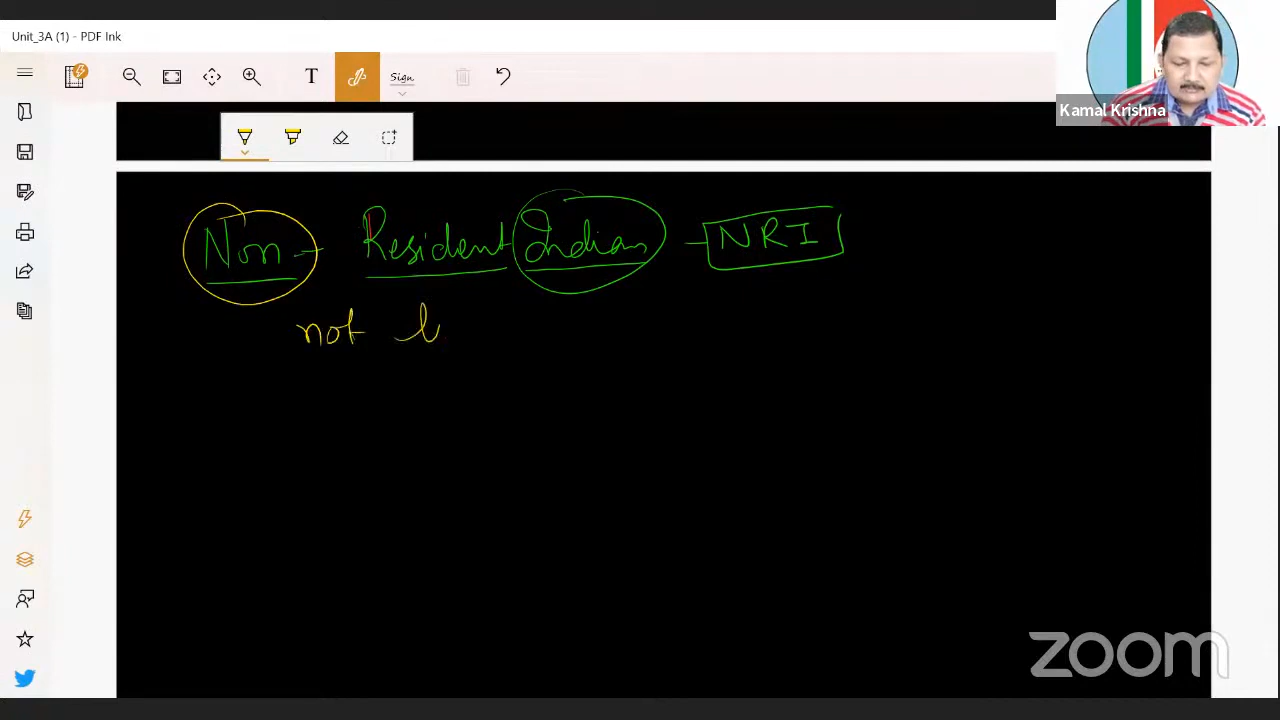 Unit_3A (1) - PDF Ink
T
Sign
Kamal Krishna
Non - Resident Indian - NRI
not l
zoom